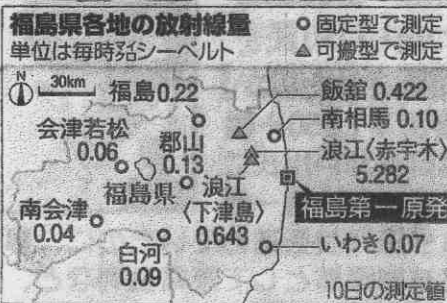 福島県各地の放射線量
単位は毎時マイクロシーベルト
○固定型で測定
△可搬型で測定
N
30km
福島0.22
飯舘 0.422
南相馬 0.10
会津若松
0.06
郡山
0.13
浪江〈赤宇木〉
5.282
福島県
浪江
〈下津島〉
0.643
福島第一原発
南会津
0.04
白河
0.09
いわき0.07
10日の測定値